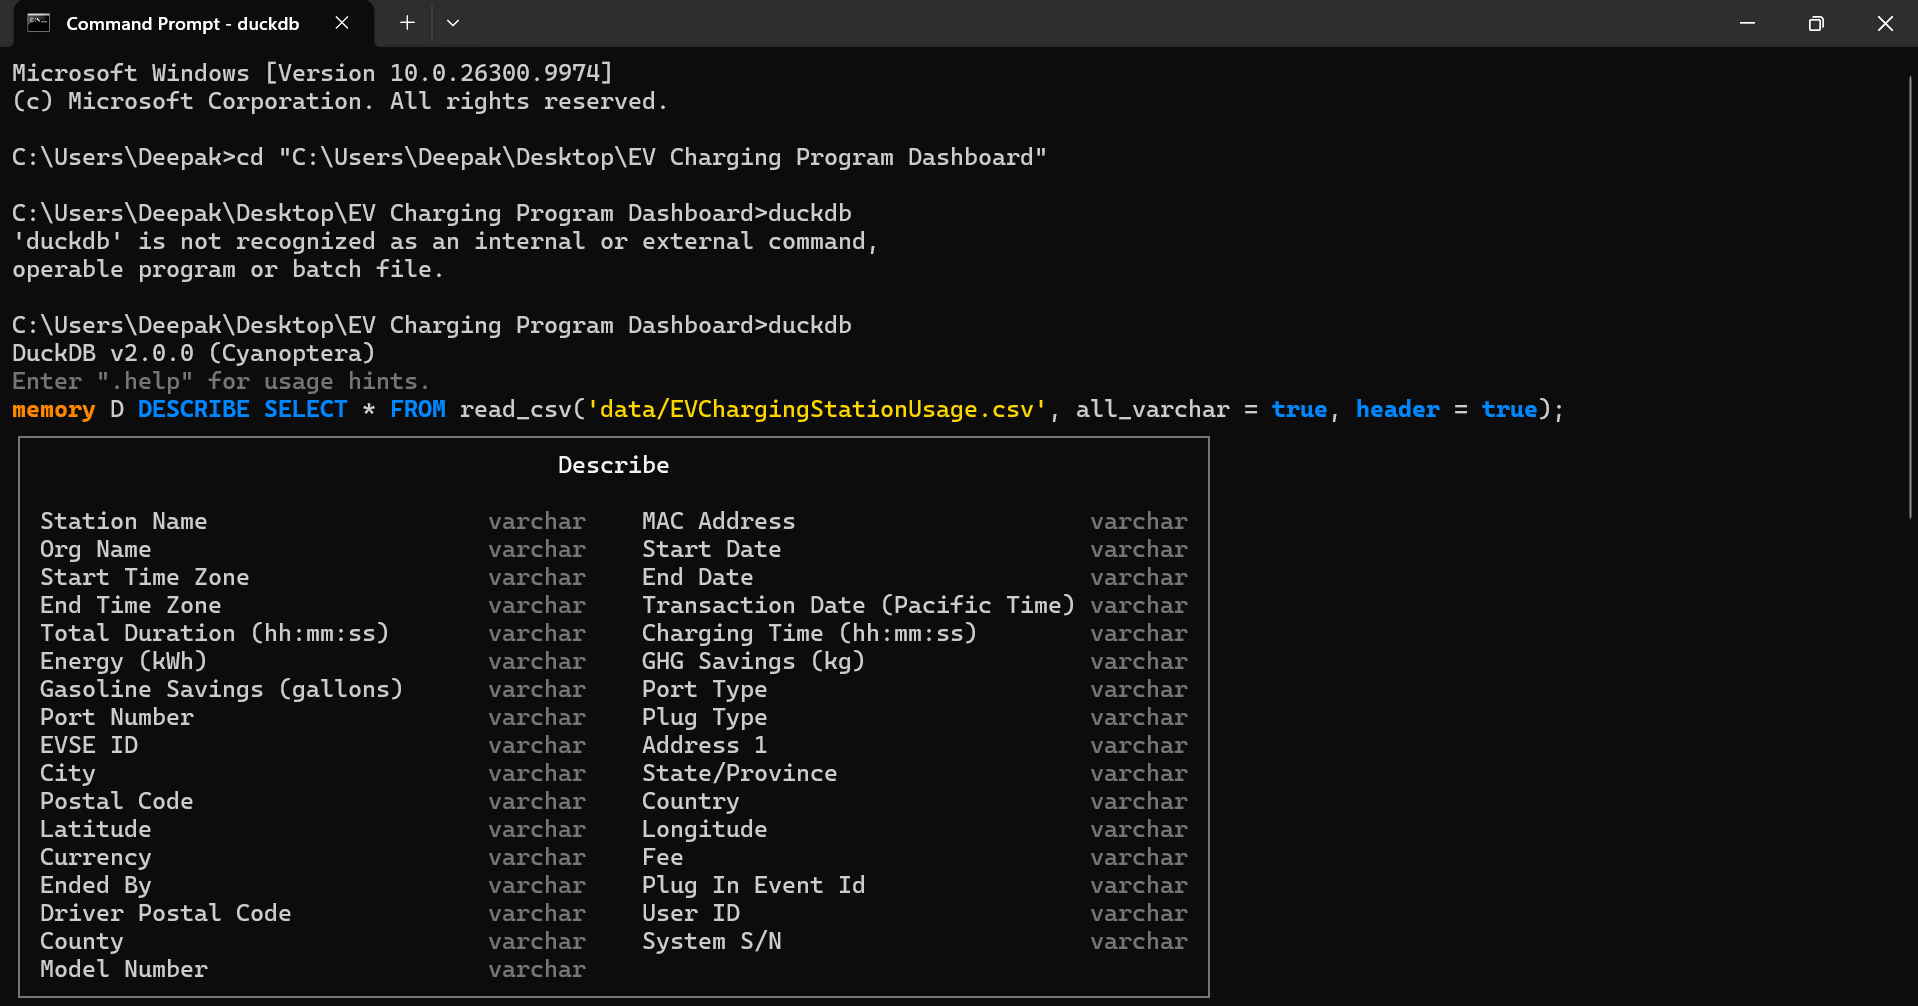 Command Prompt - duckdb
Microsoft Windows [Version 10.0.26300.9974]
(c) Microsoft Corporation. All rights reserved.
C:\Users\Deepak>cd "C:\Users\Deepak\Desktop\EV Charging Program Dashboard"
C:\Users\Deepak\Desktop\EV Charging Program Dashboard>duckdb
'duckdb' is not recognized as an internal or external command,
operable program or batch file.
C:\Users\Deepak\Desktop\EV Charging Program Dashboard>duckdb
DuckDB v2.0.0 (Cyanoptera)
Enter ".help" for usage hints.
memory D DESCRIBE SELECT * FROM read_csv('data/EVChargingStationUsage.csv', all_varchar = true, header = true);
Describe
Station Name varchar MAC Address varchar
Org Name varchar Start Date varchar
Start Time Zone varchar End Date varchar
End Time Zone varchar Transaction Date (Pacific Time) varchar
Total Duration (hh:mm:ss) varchar Charging Time (hh:mm:ss) varchar
Energy (kWh) varchar GHG Savings (kg) varchar
Gasoline Savings (gallons) varchar Port Type varchar
Port Number varchar Plug Type varchar
EVSE ID varchar Address 1 varchar
City varchar State/Province varchar
Postal Code varchar Country varchar
Latitude varchar Longitude varchar
Currency varchar Fee varchar
Ended By varchar Plug In Event Id varchar
Driver Postal Code varchar User ID varchar
County varchar System S/N varchar
Model Number varchar